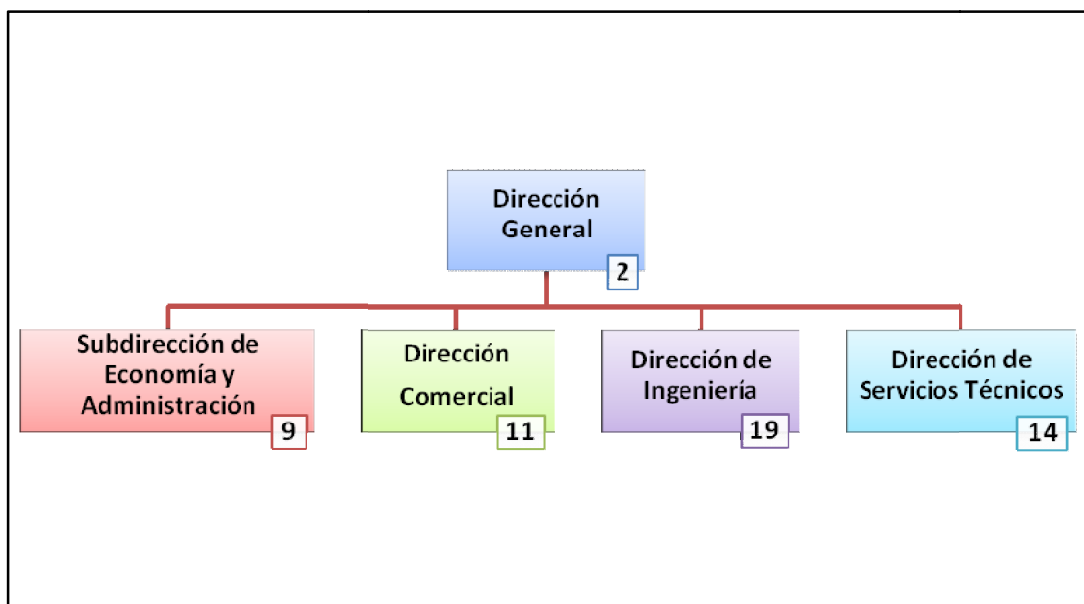 Dirección
General
2
Subdirección de
Economía y
Administración
9
Dirección
Comercial
11
Dirección de
Ingeniería
19
Dirección de
Servicios Técnicos
14